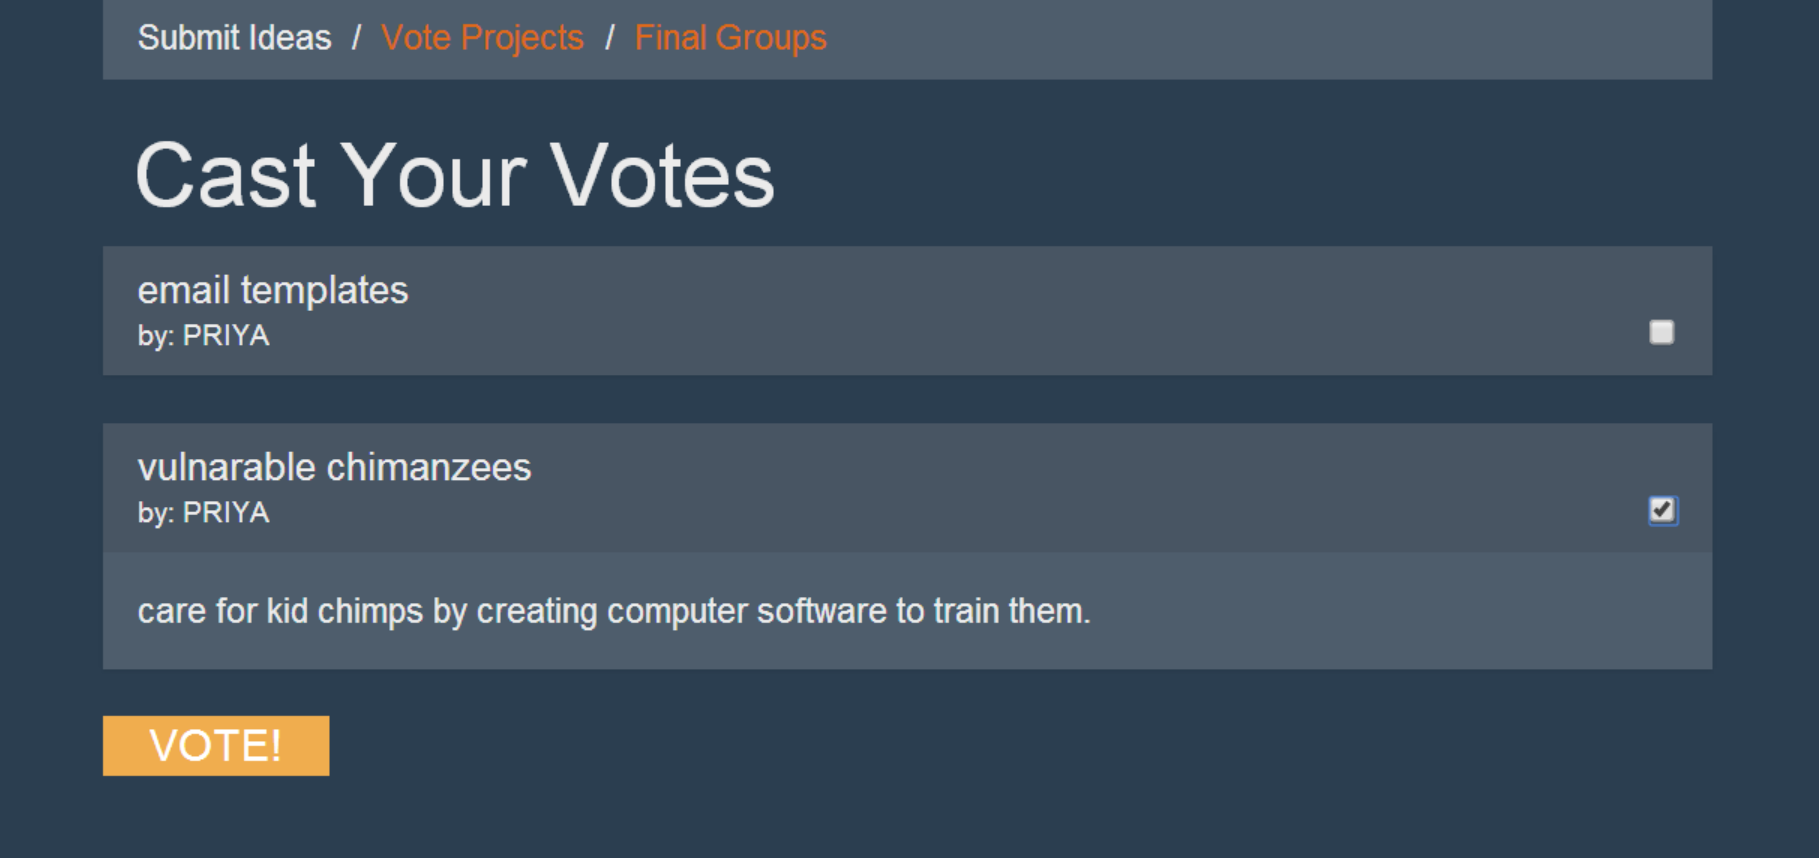 Submit Ideas / Vote Projects / Final Groups
Cast Your Votes
email templates
by: PRIYA
vulnarable chimanzees
by: PRIYA
care for kid chimps by creating computer software to train them.
VOTE!